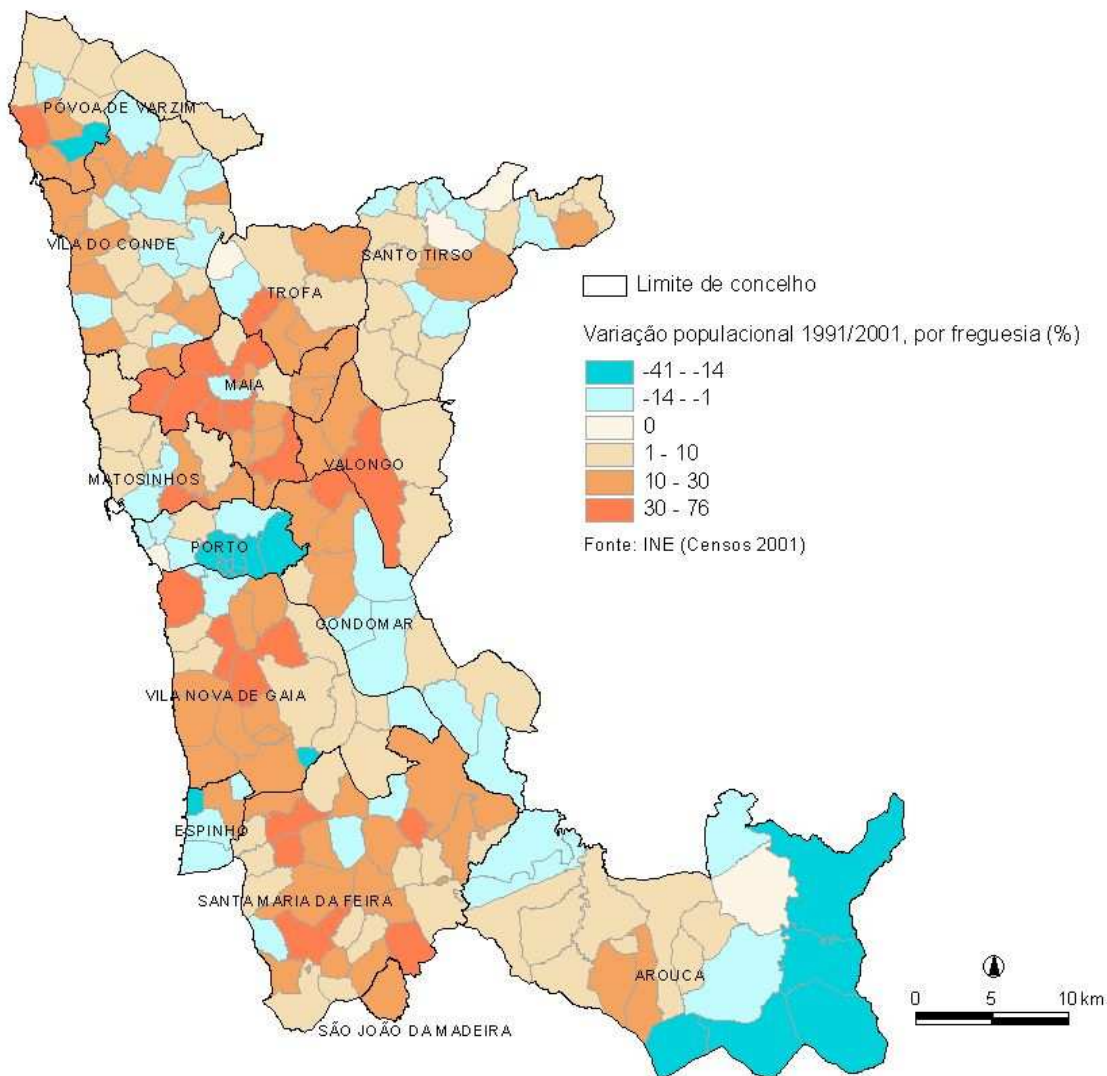 PÓVOA DE VARZIM
VILA DO CONDE
SANTO TIRSO
TROFA
MAIA
MATOSINHOS
VALONGO
PORTO
GONDOMAR
VILA NOVA DE GAIA
ESPINHO
SANTA MARIA DA FEIRA
AROUCA
SÃO JOÃO DA MADEIRA
Limite de concelho
Variação populacional 1991/2001, por freguesia (%)
-41 - -14
-14 - -1
0
1 - 10
10 - 30
30 - 76
Fonte: INE (Censos 2001)
0 5 10 km